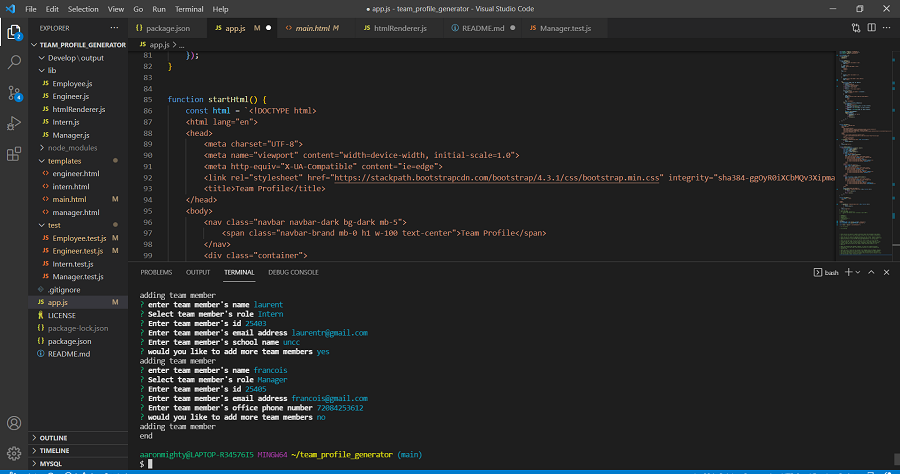 File Edit Selection View Go Run Terminal Help
● app.js - team_profile_generator - Visual Studio Code
EXPLORER
TEAM_PROFILE_GENERATOR
Develop \ output
lib
JS Employee.js
JS Engineer.js
JS htmlRenderer.js
JS Intern.js
JS Manager.js
node_modules
templates
<> engineer.html
<> intern.html
<> main.html M
<> manager.html
test
JS Employee.test.js M
JS Engineer.test.js M
JS Intern.test.js
JS Manager.test.js
.gitignore
JS app.js M
LICENSE
{} package-lock.json
{} package.json
README.md
OUTLINE
TIMELINE
MYSQL
2
4
{} package.json
JS app.js M ●
<> main.html M
JS htmlRenderer.js
README.md ●
JS Manager.test.js
JS app.js > ...
81 });
82 }
83
84
85 function startHtml() {
86 const html = `<!DOCTYPE html>
87 <html lang="en">
88 <head>
89 <meta charset="UTF-8">
90 <meta name="viewport" content="width=device-width, initial-scale=1.0">
91 <meta http-equiv="X-UA-Compatible" content="ie=edge">
92 <link rel="stylesheet" href="https://stackpath.bootstrapcdn.com/bootstrap/4.3.1/css/bootstrap.min.css" integrity="sha384-ggOyR0iXCbMQv3Xipma
93 <title>Team Profile</title>
94 </head>
95 <body>
96 <nav class="navbar navbar-dark bg-dark mb-5">
97 <span class="navbar-brand mb-0 h1 w-100 text-center">Team Profile</span>
98 </nav>
99 <div class="container">
PROBLEMS OUTPUT TERMINAL DEBUG CONSOLE
bash
adding team member
? enter team member's name laurent
? Select team member's role Intern
? Enter team member's id 25403
? Enter team member's email address laurentr@gmail.com
? Enter team member's school name uncc
? would you like to add more team members yes
adding team member
? enter team member's name francois
? Select team member's role Manager
? Enter team member's id 25405
? Enter team member's email address francois@gmail.com
? Enter team member's office phone number 72084253612
? would you like to add more team members no
adding team member
end
aaronmighty@LAPTOP-R34576I5 MINGW64 ~/team_profile_generator (main)
$